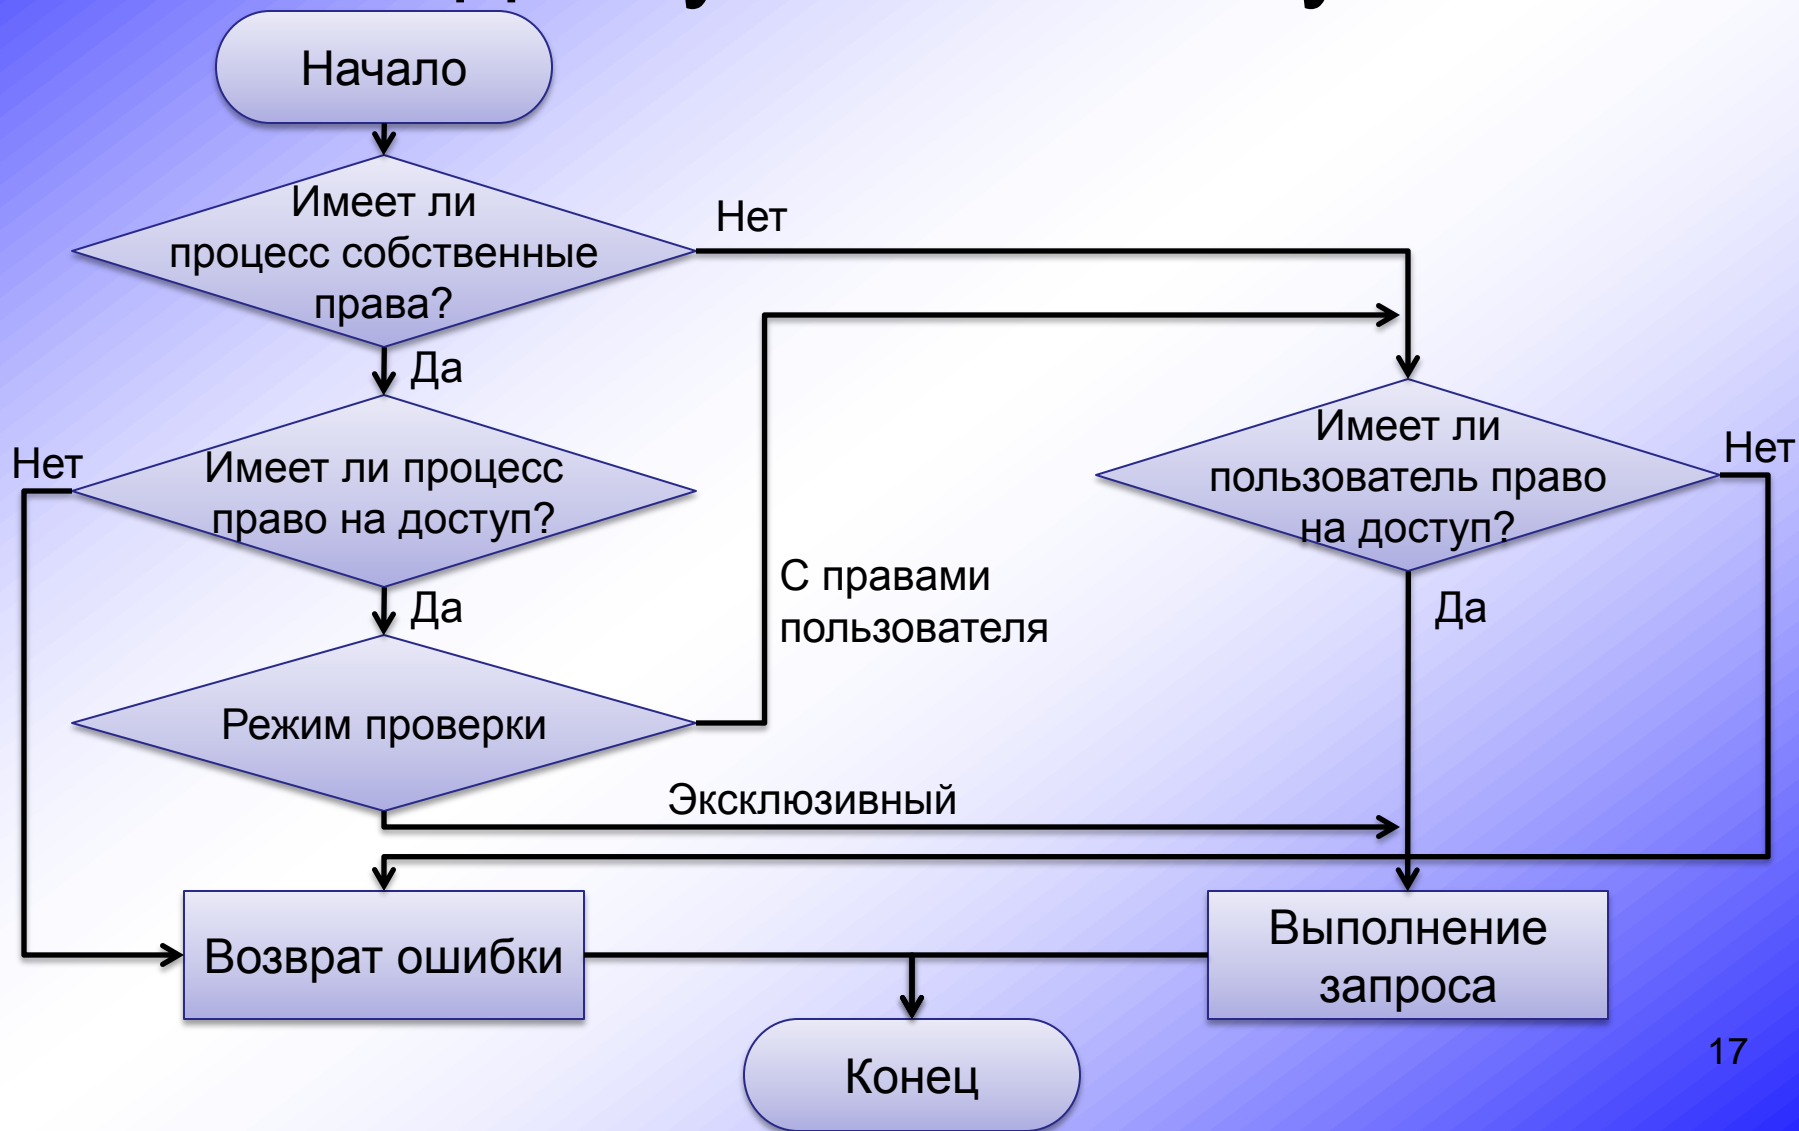 Начало
Имеет ли
процесс собственные
права?
Нет
Да
Нет
Имеет ли процесс
право на доступ?
Имеет ли
пользователь право
на доступ?
Нет
С правами
пользователя
Да
Да
Режим проверки
Эксклюзивный
Возврат ошибки
Выполнение
запроса
Конец
17